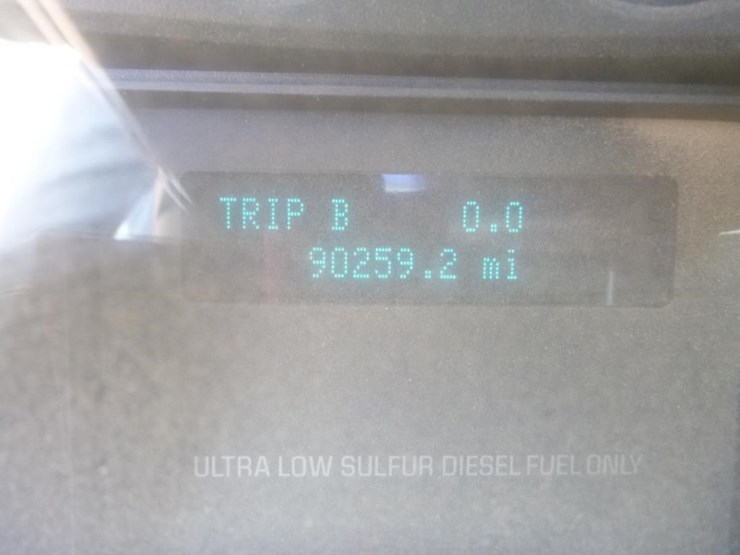 TRIP B 0.0
90259.2 mi
ULTRA LOW SULFUR DIESEL FUEL ONLY